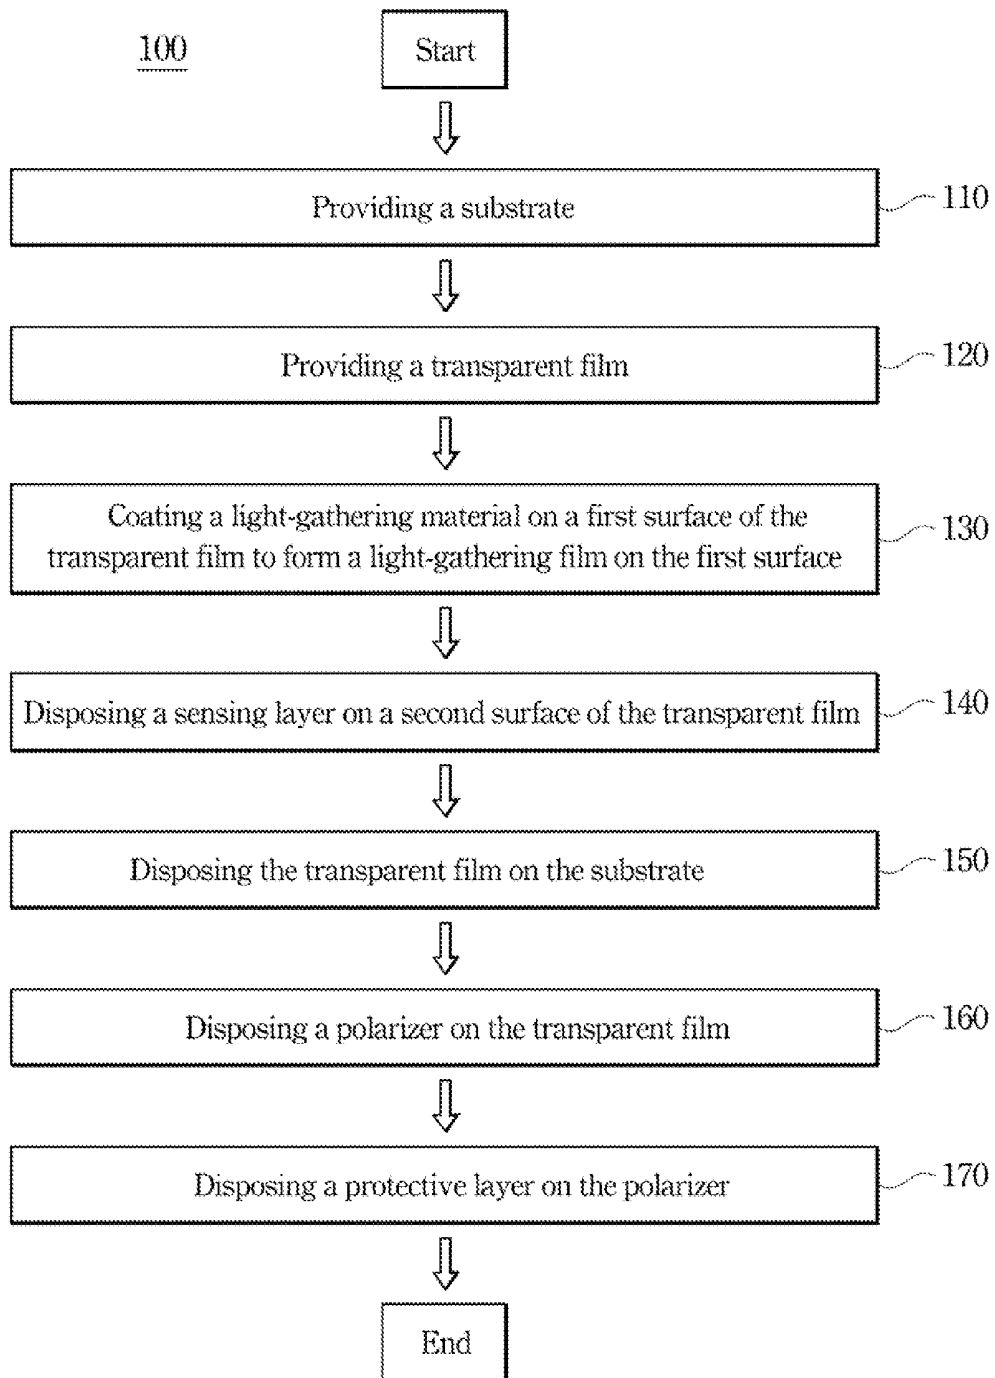 100
Start
Providing a substrate
110
Providing a transparent film
120
Coating a light-gathering material on a first surface of the
transparent film to form a light-gathering film on the first surface
130
Disposing a sensing layer on a second surface of the transparent film
140
Disposing the transparent film on the substrate
150
Disposing a polarizer on the transparent film
160
Disposing a protective layer on the polarizer
170
End